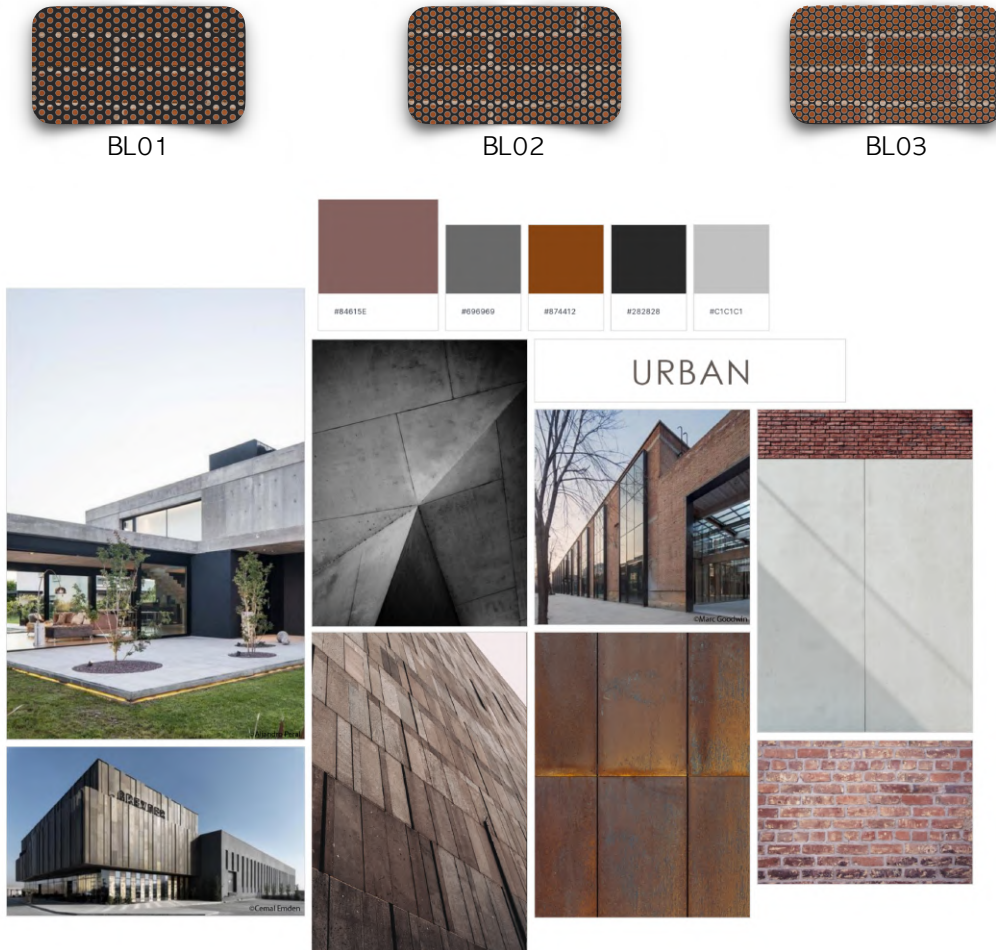 BL01
BL02
BL03
#84615E
#696969
#874412
#282828
#C1C1C1
URBAN
©Marc Goodwin
©Cemal Emden